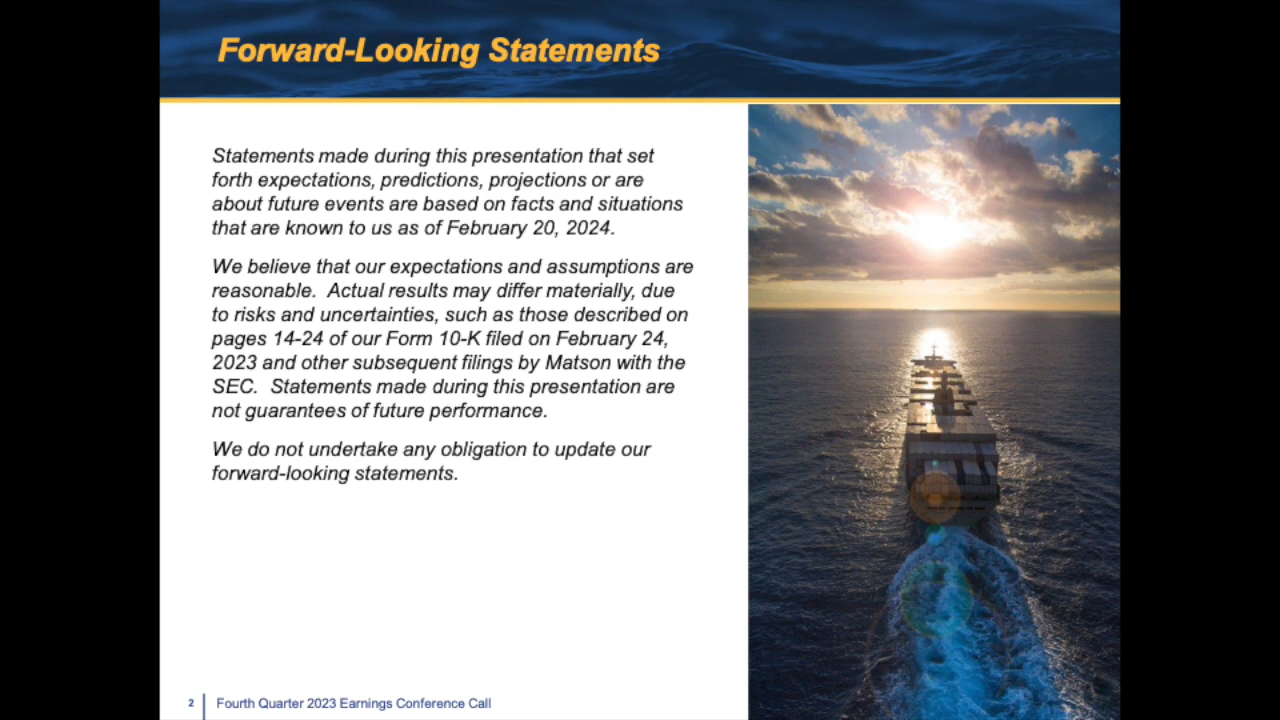 Forward-Looking Statements
Statements made during this presentation that set
forth expectations, predictions, projections or are
about future events are based on facts and situations
that are known to us as of February 20, 2024.
We believe that our expectations and assumptions are
reasonable.  Actual results may differ materially, due
to risks and uncertainties, such as those described on
pages 14-24 of our Form 10-K filed on February 24,
2023 and other subsequent filings by Matson with the
SEC.  Statements made during this presentation are
not guarantees of future performance.
We do not undertake any obligation to update our
forward-looking statements.
2
Fourth Quarter 2023 Earnings Conference Call